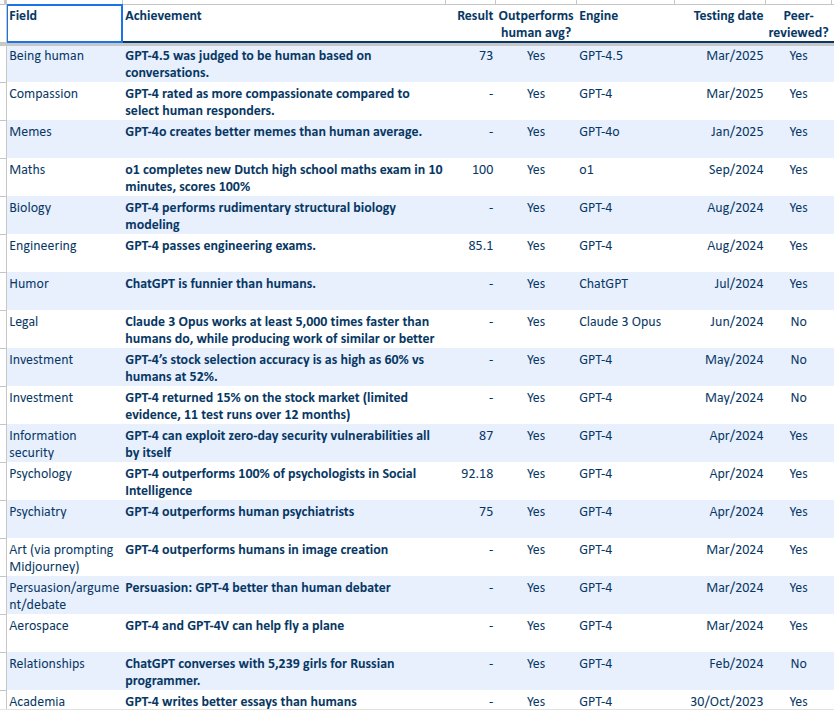 Field Achievement Result Outperforms human avg? Engine Testing date Peer-reviewed?
Being human GPT-4.5 was judged to be human based on 73 Yes GPT-4.5 Mar/2025 Yes
conversations.
Compassion GPT-4 rated as more compassionate compared to - Yes GPT-4 Mar/2025 Yes
select human responders.
Memes GPT-4o creates better memes than human average. - Yes GPT-4o Jan/2025 Yes
Maths o1 completes new Dutch high school maths exam in 10 100 Yes o1 Sep/2024 Yes
minutes, scores 100%
Biology GPT-4 performs rudimentary structural biology - Yes GPT-4 Aug/2024 Yes
modeling
Engineering GPT-4 passes engineering exams. 85.1 Yes GPT-4 Aug/2024 Yes
Humor ChatGPT is funnier than humans. - Yes ChatGPT Jul/2024 Yes
Legal Claude 3 Opus works at least 5,000 times faster than - Yes Claude 3 Opus Jun/2024 No
humans do, while producing work of similar or better
Investment GPT-4’s stock selection accuracy is as high as 60% vs - Yes GPT-4 May/2024 No
humans at 52%.
Investment GPT-4 returned 15% on the stock market (limited - Yes GPT-4 May/2024 No
evidence, 11 test runs over 12 months)
Information GPT-4 can exploit zero-day security vulnerabilities all 87 Yes GPT-4 Apr/2024 Yes
security by itself
Psychology GPT-4 outperforms 100% of psychologists in Social 92.18 Yes GPT-4 Apr/2024 Yes
Intelligence
Psychiatry GPT-4 outperforms human psychiatrists 75 Yes GPT-4 Apr/2024 Yes
Art (via prompting GPT-4 outperforms humans in image creation - Yes GPT-4 Mar/2024 Yes
Midjourney)
Persuasion/argume Persuasion: GPT-4 better than human debater - Yes GPT-4 Mar/2024 Yes
nt/debate
Aerospace GPT-4 and GPT-4V can help fly a plane - Yes GPT-4 Mar/2024 Yes
Relationships ChatGPT converses with 5,239 girls for Russian - Yes GPT-4 Feb/2024 No
programmer.
Academia GPT-4 writes better essays than humans - Yes GPT-4 30/Oct/2023 Yes